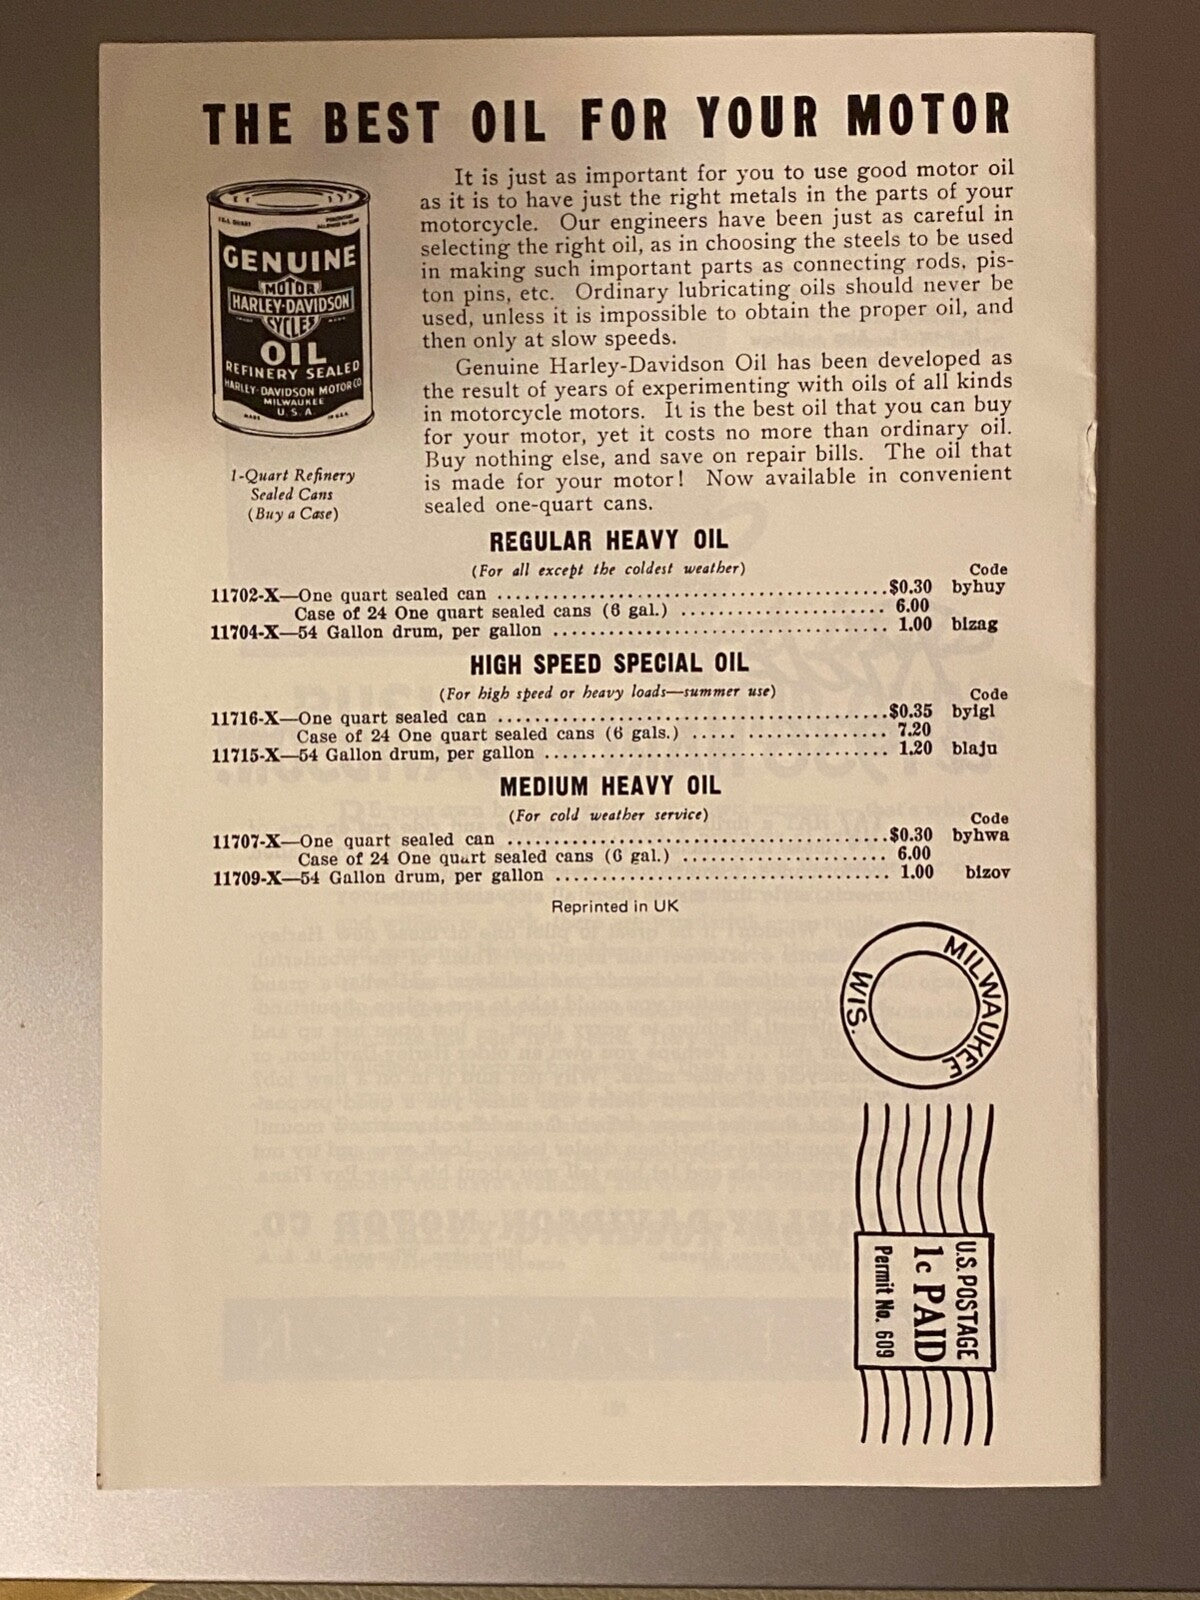 THE BEST OIL FOR YOUR MOTOR
GENUINE
MOTOR
HARLEY-DAVIDSON
CYCLES
OIL
REFINERY SEALED
HARLEY-DAVIDSON MOTOR CO
MILWAUKEE
U.S.A.
1-Quart Refinery
Sealed Cans
(Buy a Case)
It is just as important for you to use good motor oil
as it is to have just the right metals in the parts of your
motorcycle. Our engineers have been just as careful in
selecting the right oil, as in choosing the steels to be used
in making such important parts as connecting rods, pis-
ton pins, etc. Ordinary lubricating oils should never be
used, unless it is impossible to obtain the proper oil, and
then only at slow speeds.
Genuine Harley-Davidson Oil has been developed as
the result of years of experimenting with oils of all kinds
in motorcycle motors. It is the best oil that you can buy
for your motor, yet it costs no more than ordinary oil.
Buy nothing else, and save on repair bills. The oil that
is made for your motor! Now available in convenient
sealed one-quart cans.
REGULAR HEAVY OIL
(For all except the coldest weather) Code
11702-X—One quart sealed can ........................................$0.30 byhuy
Case of 24 One quart sealed cans (6 gal.) ..................... 6.00
11704-X—54 Gallon drum, per gallon .................................. 1.00 blzag
HIGH SPEED SPECIAL OIL
(For high speed or heavy loads—summer use) Code
11716-X—One quart sealed can ........................................$0.35 bylgl
Case of 24 One quart sealed cans (6 gals.) ..... ............... 7.20
11715-X—54 Gallon drum, per gallon ................................... 1.20 blaju
MEDIUM HEAVY OIL
(For cold weather service) Code
11707-X—One quart sealed can .......................................$0.30 byhwa
Case of 24 One quart sealed cans (6 gal.) ..................... 6.00
11709-X—54 Gallon drum, per gallon .................................. 1.00 blzov
Reprinted in UK
MILWAUKEE
WIS.
U.S. POSTAGE
1c PAID
Permit No. 609